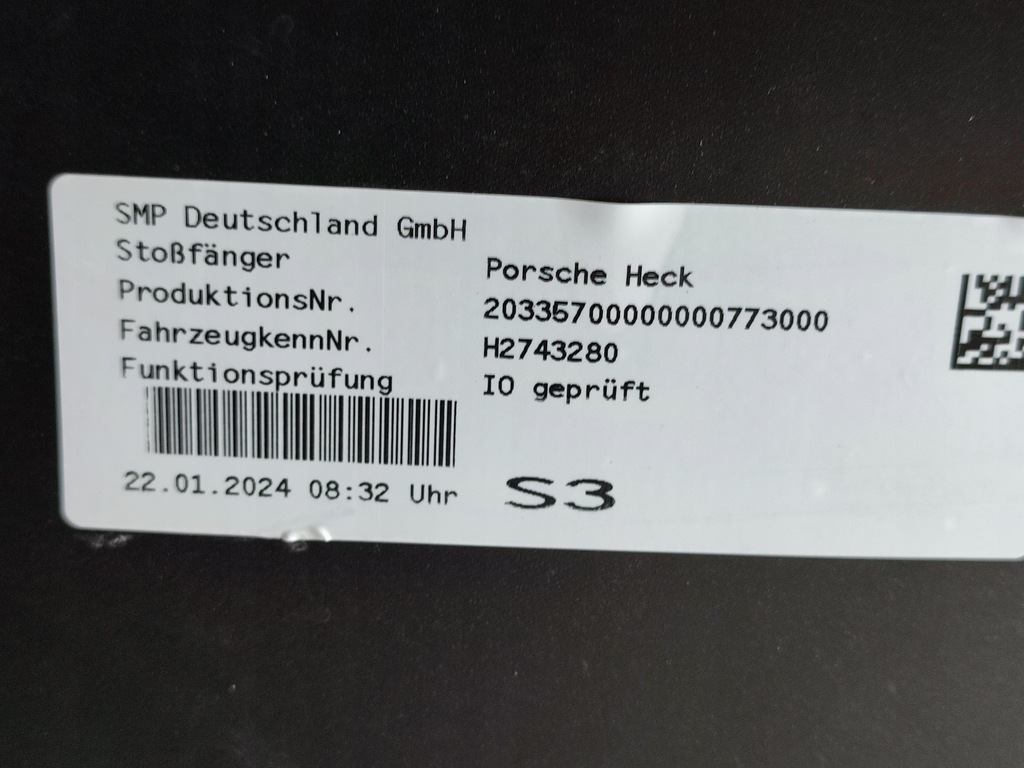 SMP Deutschland GmbH
Stoßfänger Porsche Heck
ProduktionsNr. 20335700000000773000
FahrzeugkennNr. H2743280
Funktionsprüfung IO geprüft
22.01.2024 08:32 Uhr S3